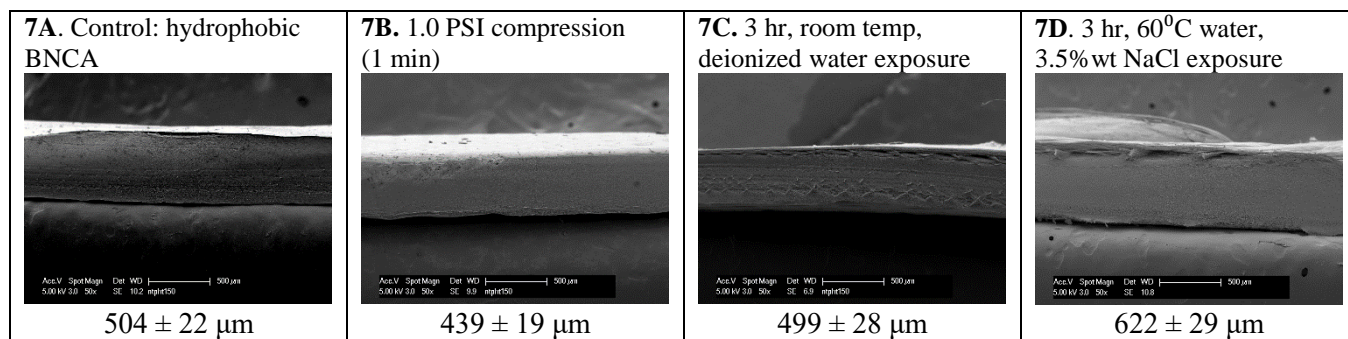 7A. Control: hydrophobic
BNCA
Acc.V Spot Magn Det WD 500 µm
5.00 kV 3.0 50x SE 10.2 ntpht150
504 ± 22 µm
7B. 1.0 PSI compression
(1 min)
Acc.V Spot Magn Det WD 500 µm
5.00 kV 3.0 50x SE 9.9 ntpht150
439 ± 19 µm
7C. 3 hr, room temp,
deionized water exposure
Acc.V Spot Magn Det WD 500 µm
5.00 kV 3.0 50x SE 6.9 ntpht150
499 ± 28 µm
7D. 3 hr, 60⁰C water,
3.5%wt NaCl exposure
Acc.V Spot Magn Det WD 500 µm
5.00 kV 3.0 50x SE 10.8
622 ± 29 µm